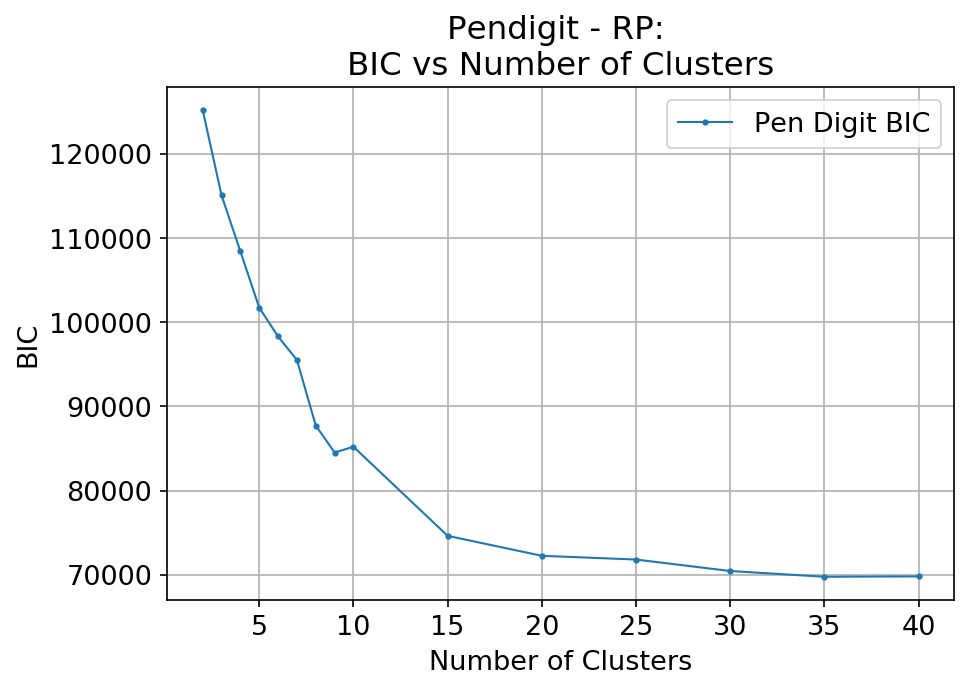 Pendigit - RP:
BIC vs Number of Clusters
Pen Digit BIC
120000
110000
100000
90000
80000
70000
BIC
5 10 15 20 25 30 35 40
Number of Clusters